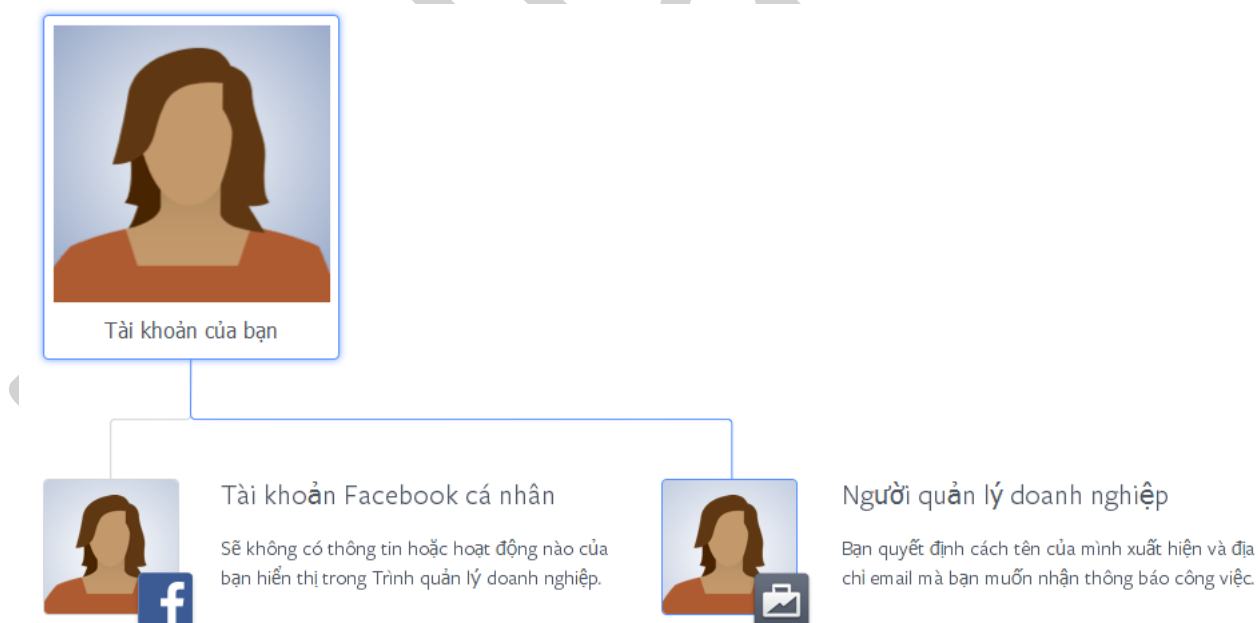 Tài khoản của bạn
Tài khoản Facebook cá nhân
Sẽ không có thông tin hoặc hoạt động nào của
bạn hiển thị trong Trình quản lý doanh nghiệp.
Người quản lý doanh nghiệp
Bạn quyết định cách tên của mình xuất hiện và địa
chỉ email mà bạn muốn nhận thông báo công việc.